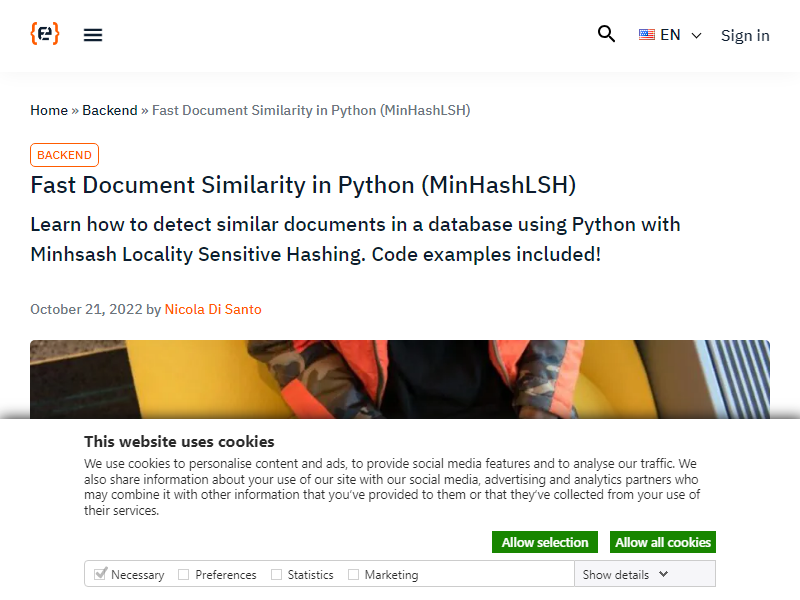 EN
Sign in
Home » Backend » Fast Document Similarity in Python (MinHashLSH)
BACKEND
Fast Document Similarity in Python (MinHashLSH)
Learn how to detect similar documents in a database using Python with
Minhsash Locality Sensitive Hashing. Code examples included!
October 21, 2022 by Nicola Di Santo
This website uses cookies
We use cookies to personalise content and ads, to provide social media features and to analyse our traffic. We
also share information about your use of our site with our social media, advertising and analytics partners who
may combine it with other information that you've provided to them or that they've collected from your use of
their services.
Allow selection
Allow all cookies
Necessary
Preferences
Statistics
Marketing
Show details